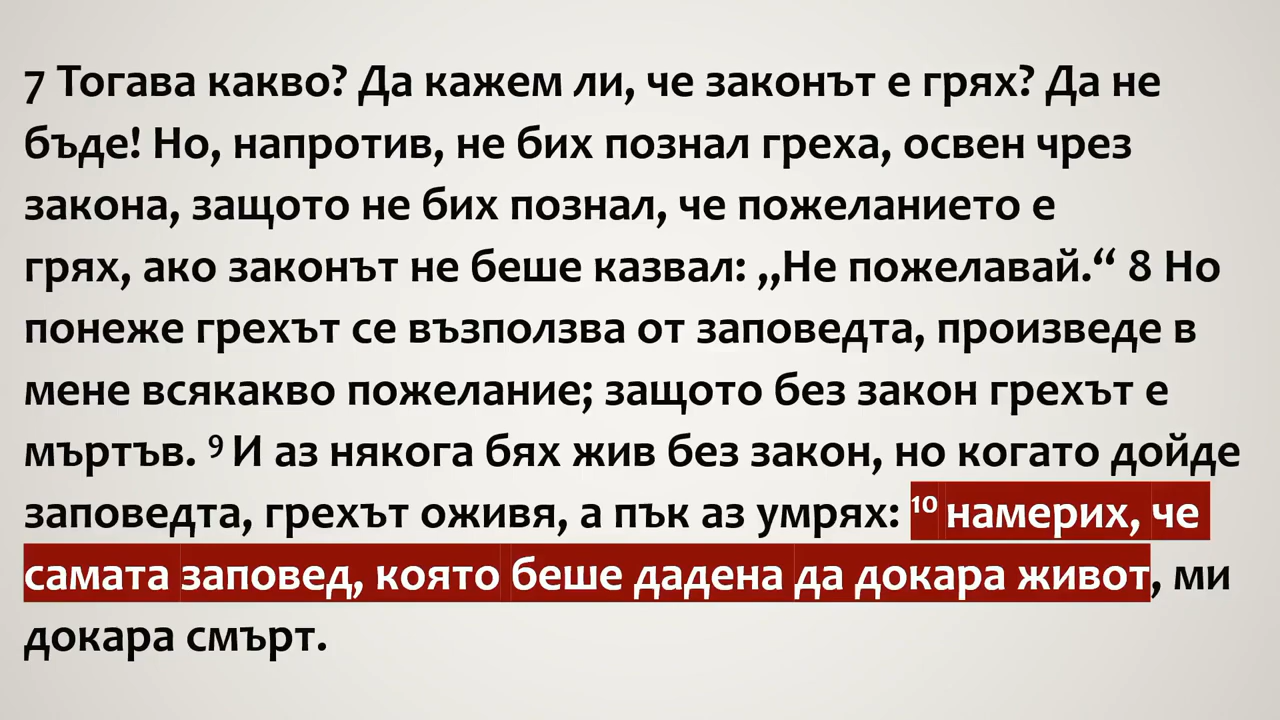 7 Тогава какво? Да кажем ли, че законът е грях? Да не
бъде! Но, напротив, не бих познал греха, освен чрез
закона, защото не бих познал, че пожеланието е
грях, ако законът не беше казвал: „Не пожелавай.“ 8 Но
понеже грехът се възползва от заповедта, произведе в
мене всякакво пожелание; защото без закон грехът е
мъртъв. ⁹ И аз някога бях жив без закон, но когато дойде
заповедта, грехът оживя, а пък аз умрях: ¹⁰ намерих, че
самата заповед, която беше дадена да докара живот, ми
докара смърт.